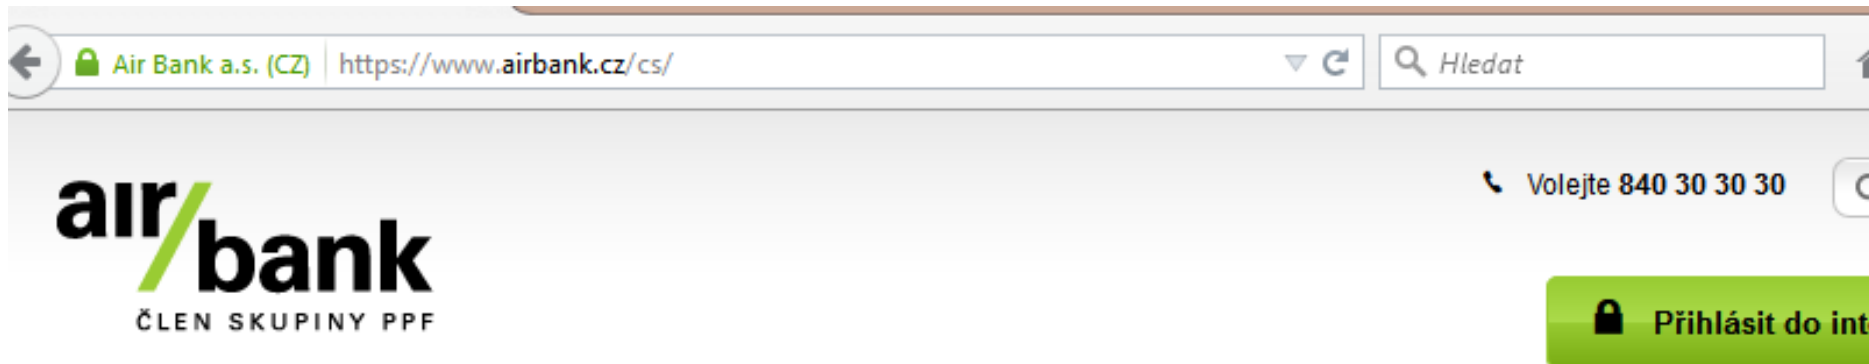 Air Bank a.s. (CZ) https://www.airbank.cz/cs/ Hledat
Volejte 840 30 30 30
air
bank
ČLEN SKUPINY PPF
Přihlásit do